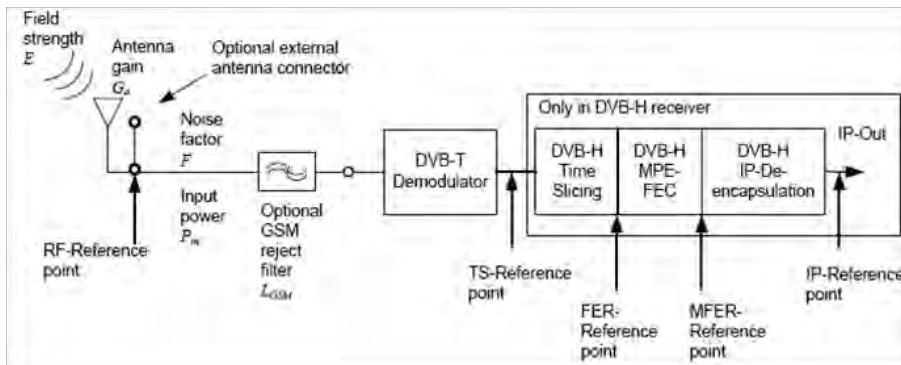 Field
strength
E
Antenna
gain
Ga
Optional external
antenna connector
Noise
factor
F
Input
power
Pin
Optional
GSM
reject
filter
LGSM
RF-Reference
point
DVB-T
Demodulator
TS-Reference
point
Only in DVB-H receiver
DVB-H
Time
Slicing
DVB-H
MPE-
FEC
DVB-H
IP-De-
encapsulation
IP-Out
FER-
Reference
point
MFER-
Reference
point
IP-Reference
point